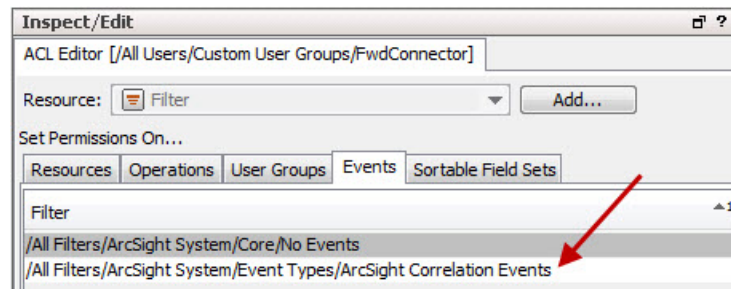 Inspect/Edit ?
ACL Editor [/All Users/Custom User Groups/FwdConnector]
Resource: Filter Add...
Set Permissions On...
Resources Operations User Groups Events Sortable Field Sets
Filter 1
/All Filters/ArcSight System/Core/No Events
/All Filters/ArcSight System/Event Types/ArcSight Correlation Events